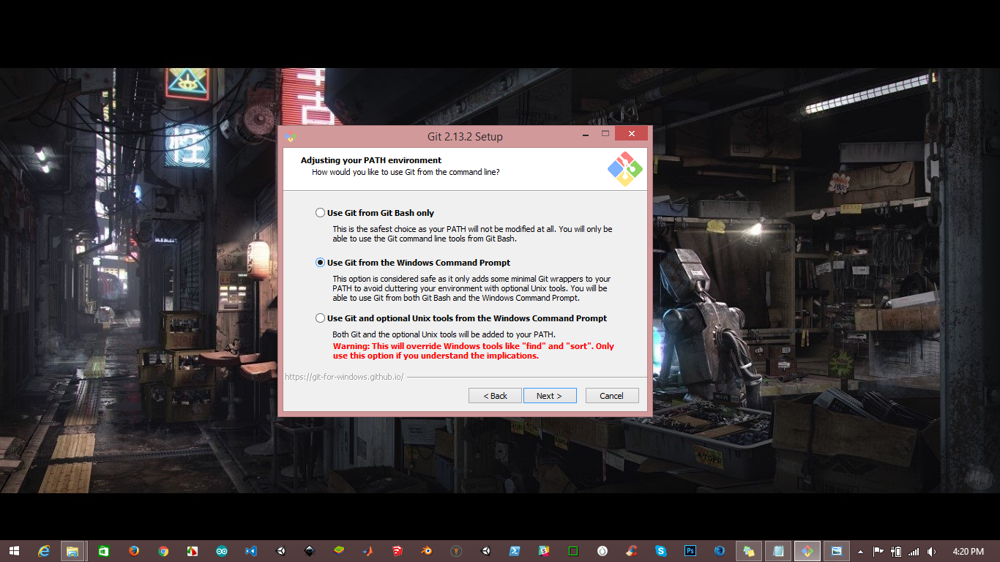 Git 2.13.2 Setup
Adjusting your PATH environment
How would you like to use Git from the command line?
Use Git from Git Bash only
This is the safest choice as your PATH will not be modified at all. You will only be
able to use the Git command line tools from Git Bash.
Use Git from the Windows Command Prompt
This option is considered safe as it only adds some minimal Git wrappers to your
PATH to avoid cluttering your environment with optional Unix tools. You will be
able to use Git from both Git Bash and the Windows Command Prompt.
Use Git and optional Unix tools from the Windows Command Prompt
Both Git and the optional Unix tools will be added to your PATH.
Warning: This will override Windows tools like "find" and "sort". Only
use this option if you understand the implications.
https://git-for-windows.github.io/
< Back
Next >
Cancel
Ps
4:20 PM